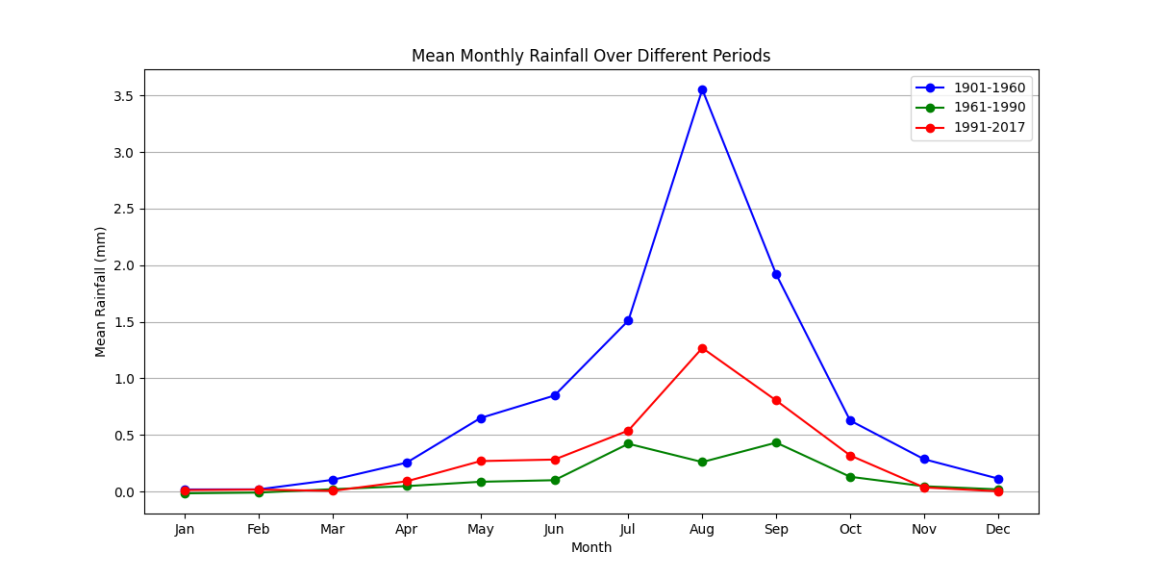 Mean Monthly Rainfall Over Different Periods
1901-1960
1961-1990
1991-2017
Mean Rainfall (mm)
3.5
3.0
2.5
2.0
1.5
1.0
0.5
0.0
Jan Feb Mar Apr May Jun Jul Aug Sep Oct Nov Dec
Month